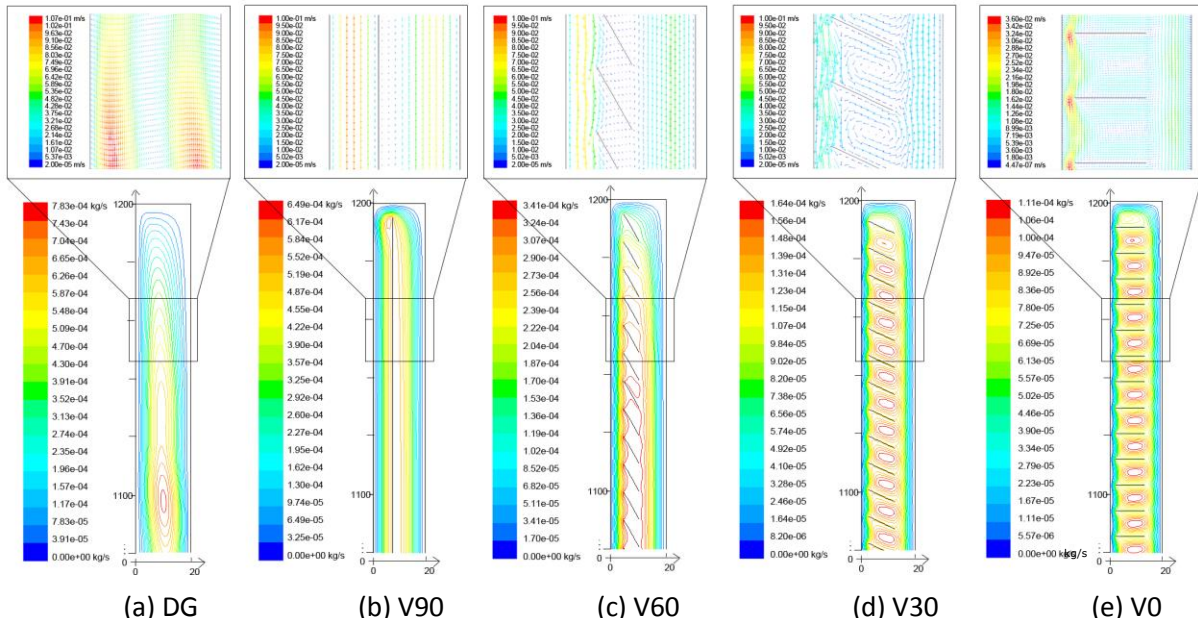 1.07e-01 m/s
1.02e-01
9.63e-02
9.10e-02
8.56e-02
8.03e-02
7.49e-02
6.96e-02
6.42e-02
5.89e-02
5.35e-02
4.82e-02
4.28e-02
3.75e-02
3.21e-02
2.68e-02
2.14e-02
1.61e-02
1.07e-02
5.37e-03
2.00e-05 m/s
1.00e-01 m/s
9.50e-02
9.00e-02
8.50e-02
8.00e-02
7.50e-02
7.00e-02
6.50e-02
6.00e-02
5.50e-02
5.00e-02
4.50e-02
4.00e-02
3.50e-02
3.00e-02
2.50e-02
2.00e-02
1.50e-02
1.00e-02
5.02e-03
2.00e-05 m/s
1.00e-01 m/s
9.50e-02
9.00e-02
8.50e-02
8.00e-02
7.50e-02
7.00e-02
6.50e-02
6.00e-02
5.50e-02
5.00e-02
4.50e-02
4.00e-02
3.50e-02
3.00e-02
2.50e-02
2.00e-02
1.50e-02
1.00e-02
5.02e-03
2.00e-05 m/s
1.00e-01 m/s
9.50e-02
9.00e-02
8.50e-02
8.00e-02
7.50e-02
7.00e-02
6.50e-02
6.00e-02
5.50e-02
5.00e-02
4.50e-02
4.00e-02
3.50e-02
3.00e-02
2.50e-02
2.00e-02
1.50e-02
1.00e-02
5.02e-03
2.00e-05 m/s
3.60e-02 m/s
3.42e-02
3.24e-02
3.06e-02
2.88e-02
2.70e-02
2.52e-02
2.34e-02
2.16e-02
1.98e-02
1.80e-02
1.62e-02
1.44e-02
1.26e-02
1.08e-02
8.99e-03
7.19e-03
5.39e-03
3.60e-03
1.80e-03
4.47e-07 m/s
7.83e-04 kg/s
7.43e-04
7.04e-04
6.65e-04
6.26e-04
5.87e-04
5.48e-04
5.09e-04
4.70e-04
4.30e-04
3.91e-04
3.52e-04
3.13e-04
2.74e-04
2.35e-04
1.96e-04
1.57e-04
1.17e-04
7.83e-05
3.91e-05
0.00e+00 kg/s
1200
1100
0
20
6.49e-04 kg/s
6.17e-04
5.84e-04
5.52e-04
5.19e-04
4.87e-04
4.55e-04
4.22e-04
3.90e-04
3.57e-04
3.25e-04
2.92e-04
2.60e-04
2.27e-04
1.95e-04
1.62e-04
1.30e-04
9.74e-05
6.49e-05
3.25e-05
0.00e+00 kg/s
1200
1100
0
20
3.41e-04 kg/s
3.24e-04
3.07e-04
2.90e-04
2.73e-04
2.56e-04
2.39e-04
2.22e-04
2.04e-04
1.87e-04
1.70e-04
1.53e-04
1.36e-04
1.19e-04
1.02e-04
8.52e-05
6.82e-05
5.11e-05
3.41e-05
1.70e-05
0.00e+00 kg/s
1200
1100
0
20
1.64e-04 kg/s
1.56e-04
1.48e-04
1.39e-04
1.31e-04
1.23e-04
1.15e-04
1.07e-04
9.84e-05
9.02e-05
8.20e-05
7.38e-05
6.56e-05
5.74e-05
4.92e-05
4.10e-05
3.28e-05
2.46e-05
1.64e-05
8.20e-06
0.00e+00 kg/s
1200
1100
0
20
1.11e-04 kg/s
1.06e-04
1.00e-04
9.47e-05
8.92e-05
8.36e-05
7.80e-05
7.25e-05
6.69e-05
6.13e-05
5.57e-05
5.02e-05
4.46e-05
3.90e-05
3.34e-05
2.79e-05
2.23e-05
1.67e-05
1.11e-05
5.57e-06
0.00e+00 kg/s
kg/s
1200
1100
0
20
(a) DG
(b) V90
(c) V60
(d) V30
(e) V0